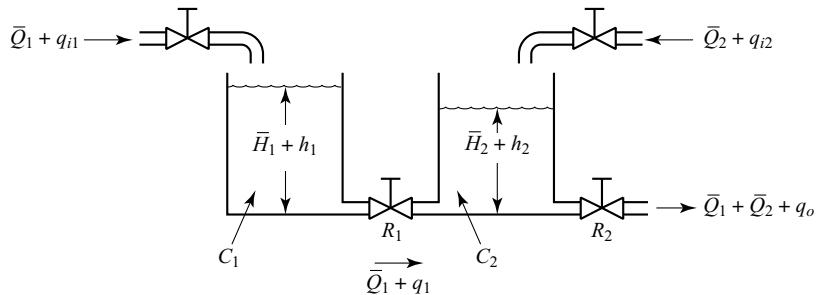 Q̄₁ + qᵢ₁
Q̄₂ + qᵢ₂
H̄₁ + h₁
H̄₂ + h₂
Q̄₁ + Q̄₂ + qₒ
R₁
R₂
C₁
C₂
Q̄₁ + q₁